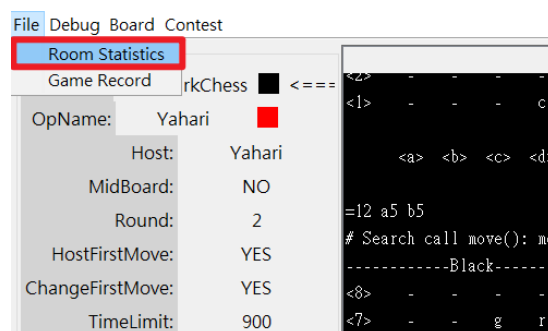 File Debug Board Contest
Room Statistics
Game Record
rkChess <===
OpName: Yahari
Host: Yahari
MidBoard: NO
Round: 2
HostFirstMove: YES
ChangeFirstMove: YES
TimeLimit: 900
<2> - - - -
<1> - - - c
<a> <b> <c> <d
=12 a5 b5
# Search call move(): m
------------Black------
<8> - - - -
<7> - - g r